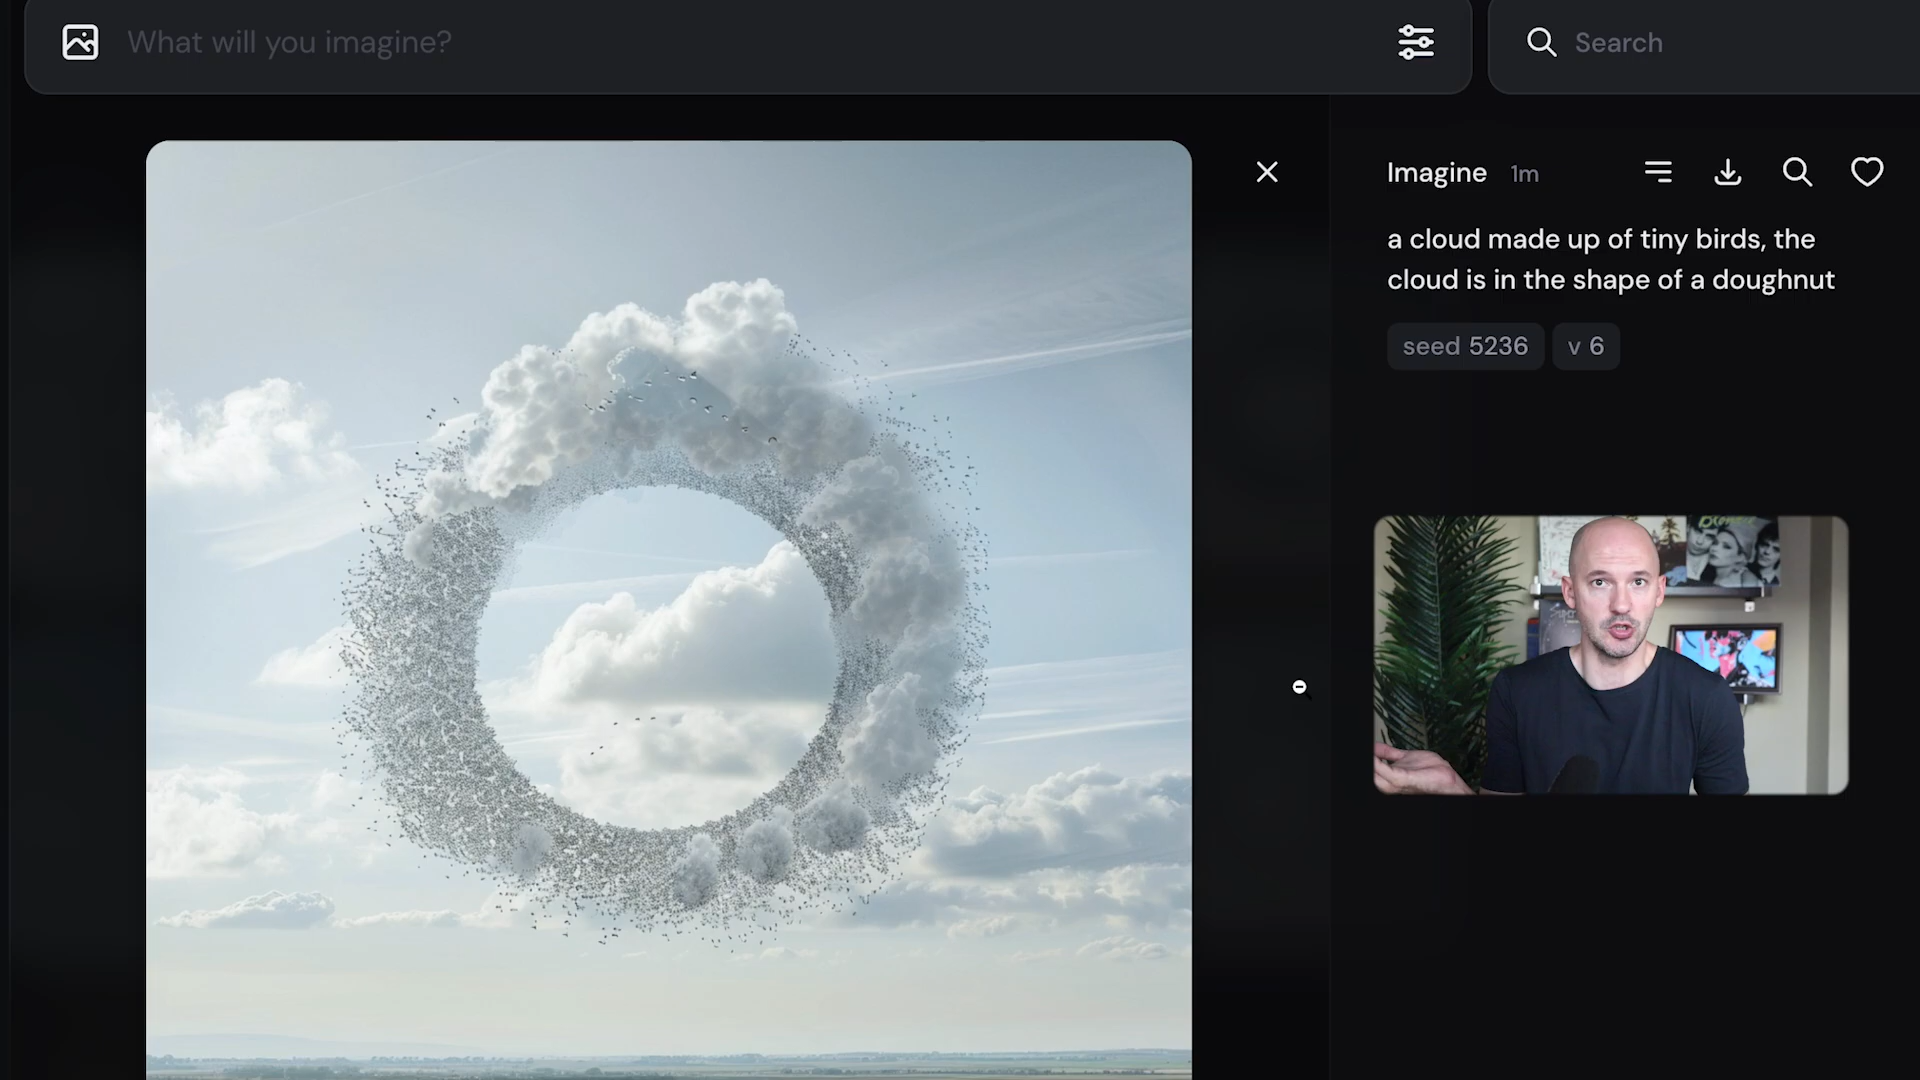 What will you imagine?
Search
Imagine 1m
a cloud made up of tiny birds, the
cloud is in the shape of a doughnut
seed 5236
v 6
Blondie